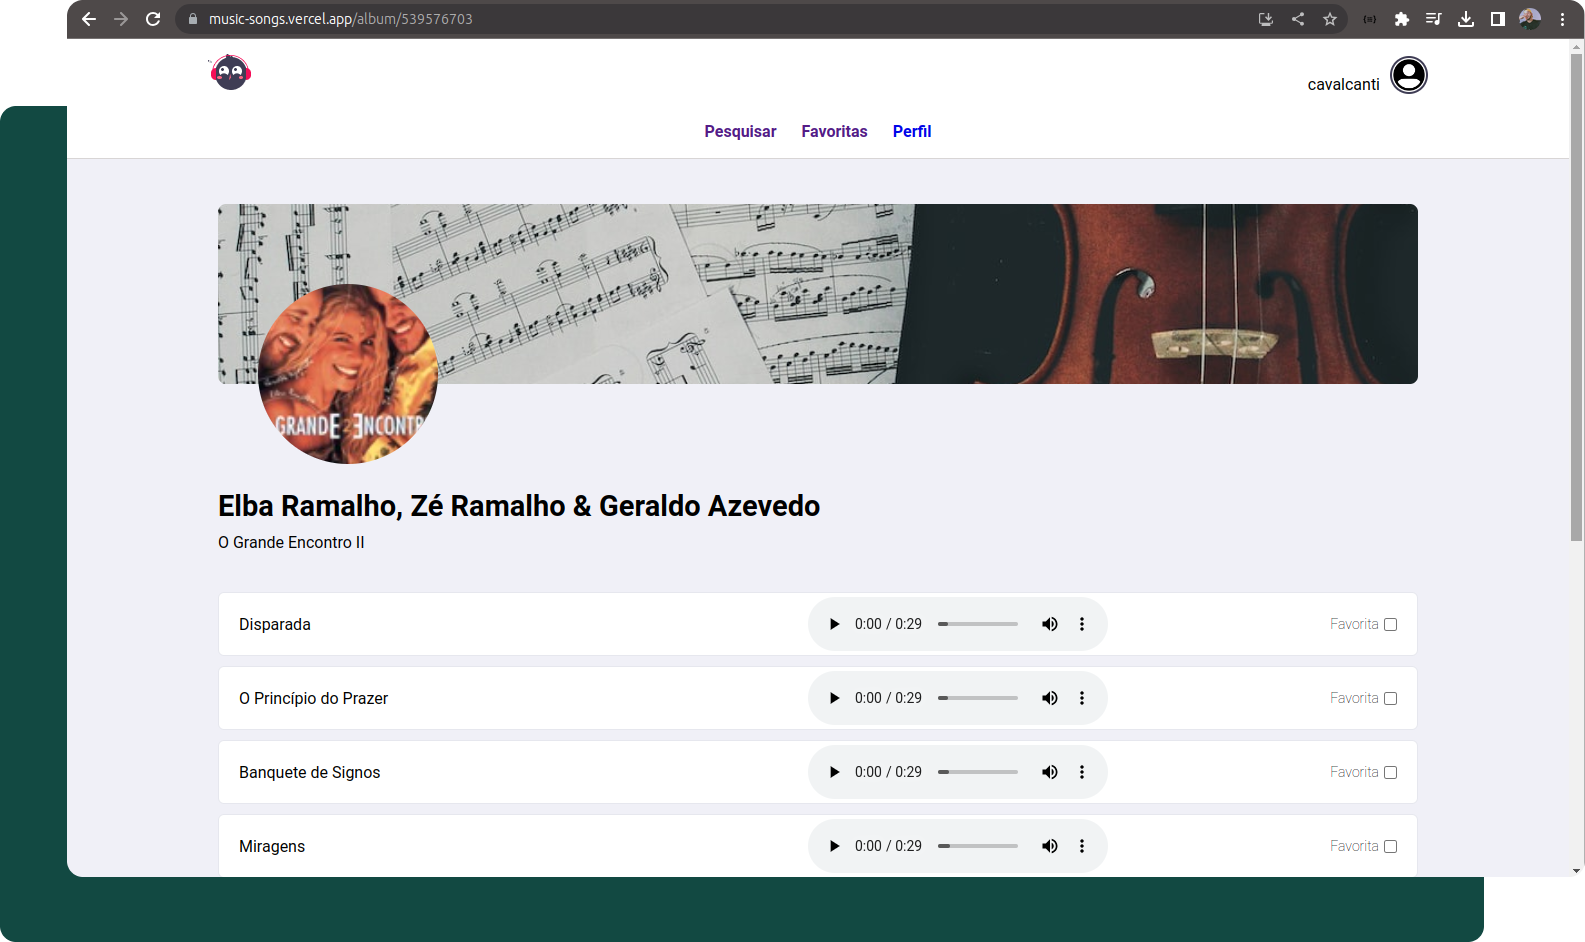 music-songs.vercel.app/album/539576703
cavalcanti
Pesquisar Favoritas Perfil
GRANDE 2 ENCONTR
Elba Ramalho, Zé Ramalho & Geraldo Azevedo
O Grande Encontro II
Disparada 0:00 / 0:29 Favorita
O Princípio do Prazer 0:00 / 0:29 Favorita
Banquete de Signos 0:00 / 0:29 Favorita
Miragens 0:00 / 0:29 Favorita